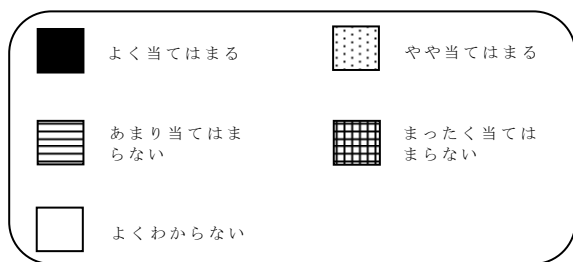 よく当てはまる
やや当てはまる
あまり当てはま
らない
まったく当ては
まらない
よくわからない